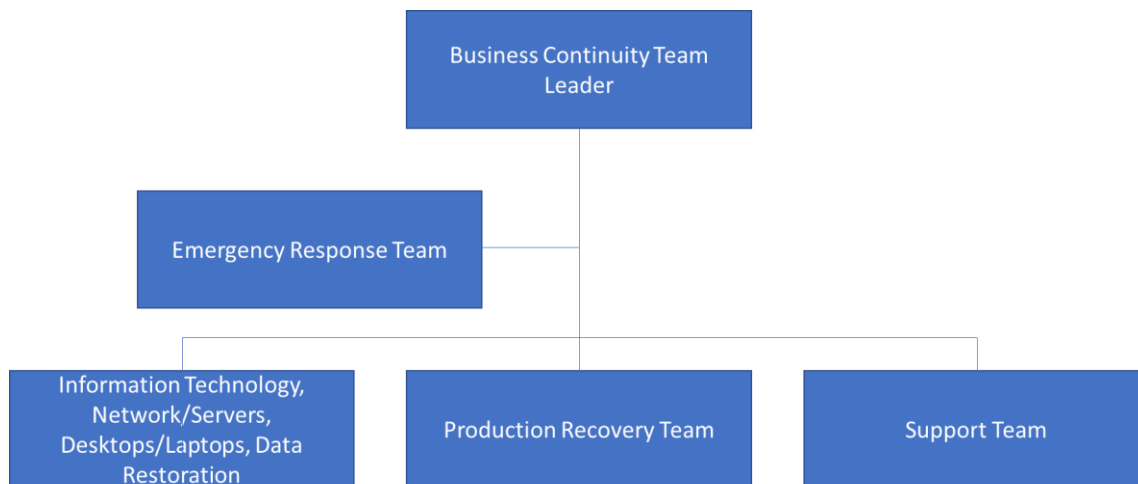 Business Continuity Team
Leader
Emergency Response Team
Information Technology,
Network/Servers,
Desktops/Laptops, Data
Restoration
Production Recovery Team
Support Team